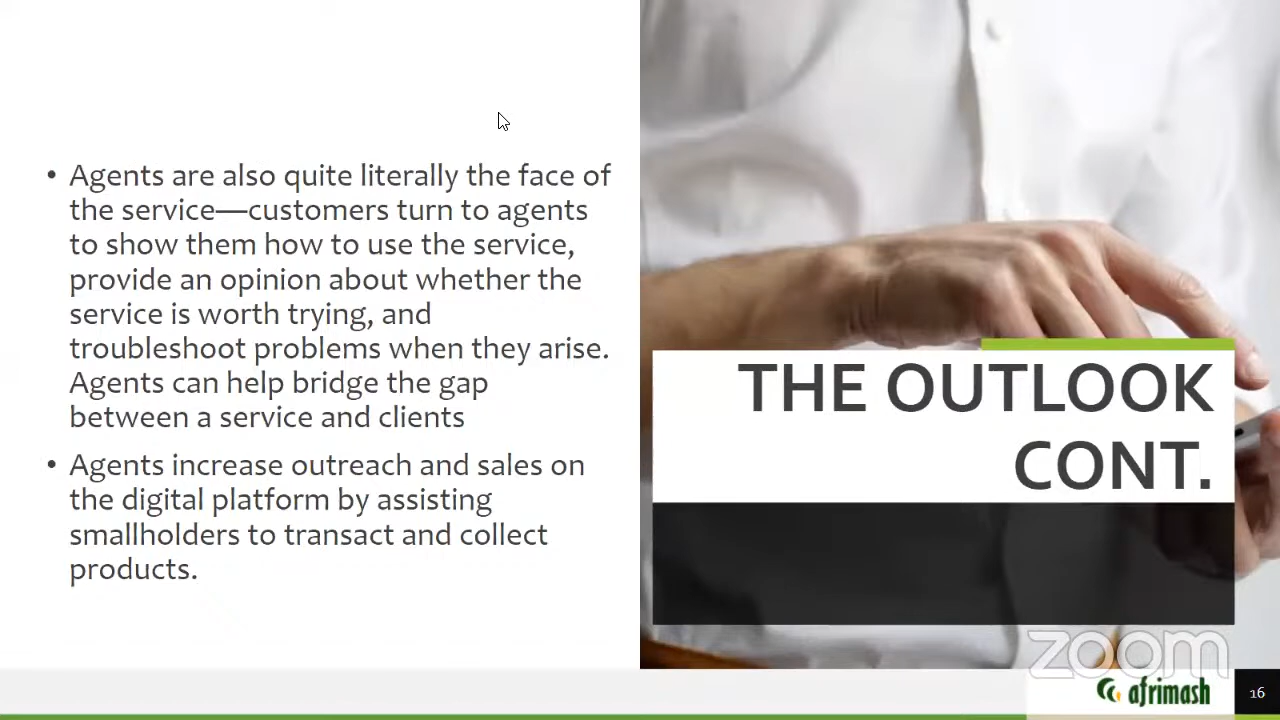 • Agents are also quite literally the face of
the service—customers turn to agents
to show them how to use the service,
provide an opinion about whether the
service is worth trying, and
troubleshoot problems when they arise.
Agents can help bridge the gap
between a service and clients
• Agents increase outreach and sales on
the digital platform by assisting
smallholders to transact and collect
products.
THE OUTLOOK
CONT.
zoom
afrimash
16